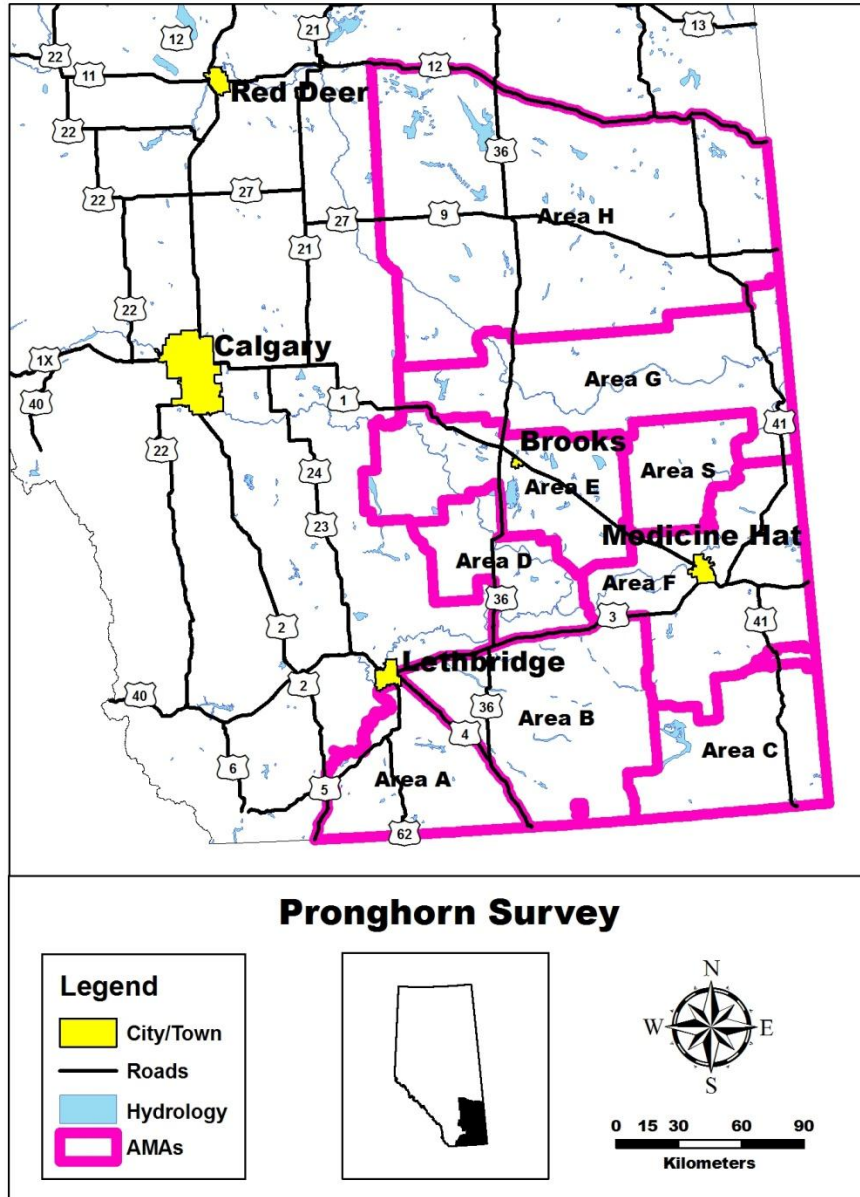 12
21
13
22
11
Red Deer
12
22
36
22
27
27
9
Area H
21
22
1X
Calgary
40
1
Area G
41
22
Brooks
24
Area S
Area E
23
Medicine Hat
Area D
Area F
36
3
2
41
Lethbridge
40
2
36
Area B
4
Area C
6
5
Area A
62
Pronghorn Survey
Legend
City/Town
Roads
Hydrology
AMAs
N
W E
S
0 15 30 60 90
Kilometers